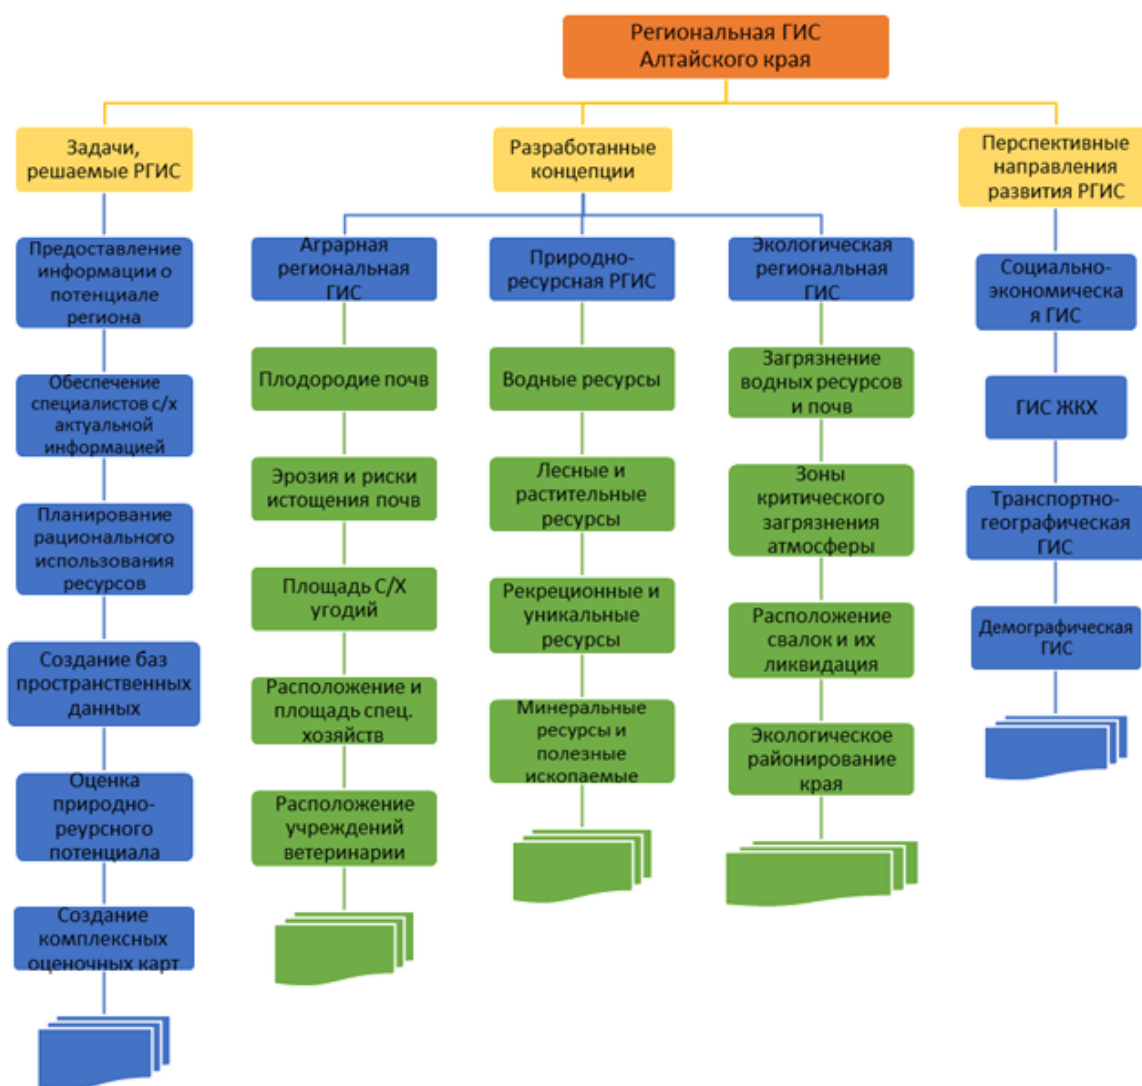 Региональная ГИС
Алтайского края
Задачи,
решаемые РГИС
Разработанные
концепции
Перспективные
направления
развития РГИС
Предоставление
информации о
потенциале
региона
Обеспечение
специалистов с/х
актуальной
информацией
Планирование
рационального
использования
ресурсов
Создание баз
пространственных
данных
Оценка
природно-
реурсного
потенциала
Создание
комплексных
оценочных карт
Аграрная
региональная
ГИС
Плодородие почв
Эрозия и риски
истощения почв
Площадь С/Х
угодий
Расположение и
площадь спец.
хозяйств
Расположение
учреждений
ветеринарии
Природно-
ресурсная РГИС
Водные ресурсы
Лесные и
растительные
ресурсы
Рекреционные и
уникальные
ресурсы
Минеральные
ресурсы и
полезные
ископаемые
Экологическая
региональная
ГИС
Загрязнение
водных ресурсов
и почв
Зоны
критического
загрязнения
атмосферы
Расположение
свалок и их
ликвидация
Экологическое
районирование
края
Социально-
экономическа
я ГИС
ГИС ЖКХ
Транспортно-
географическая
ГИС
Демографическая
ГИС